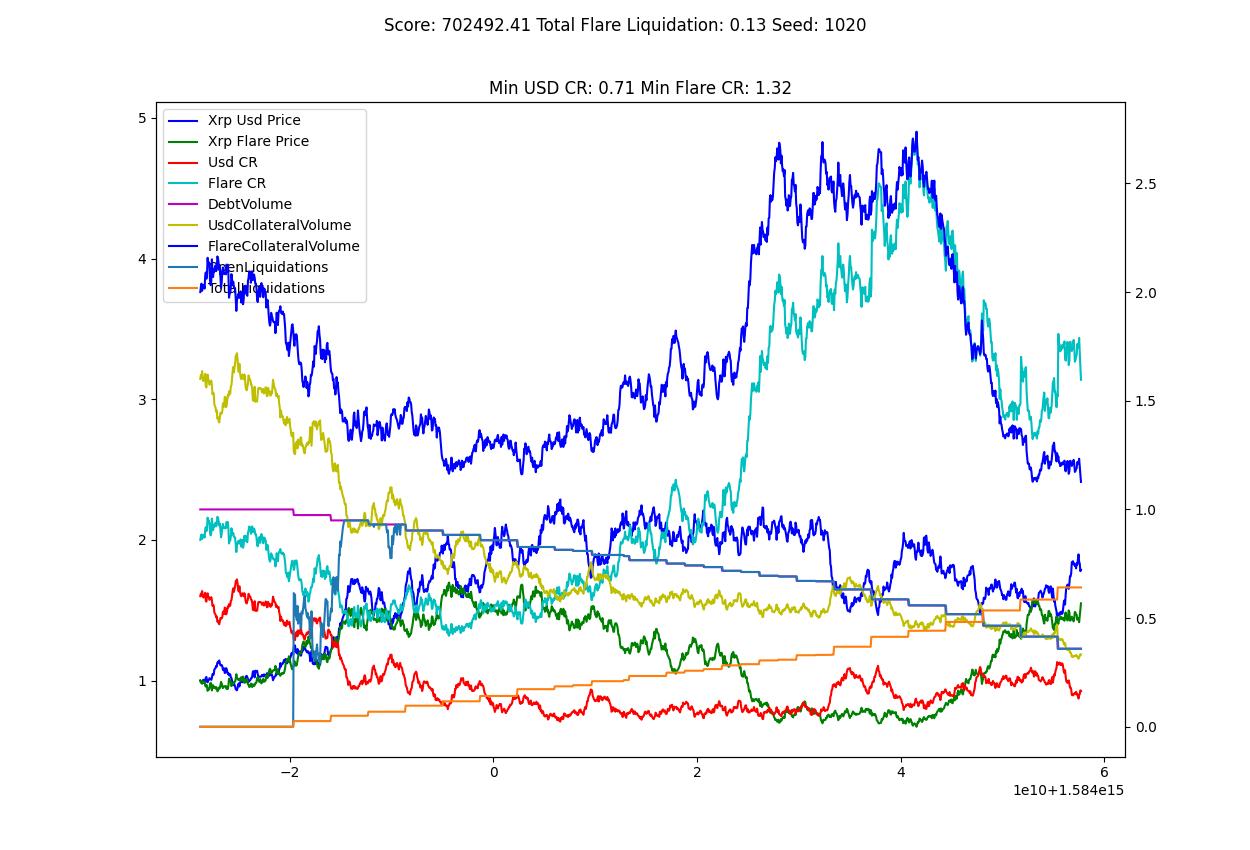 Score: 702492.41 Total Flare Liquidation: 0.13 Seed: 1020
Min USD CR: 0.71 Min Flare CR: 1.32
Xrp Usd Price
Xrp Flare Price
Usd CR
Flare CR
DebtVolume
UsdCollateralVolume
FlareCollateralVolume
OpenLiquidations
TotalLiquidations
5
4
3
2
1
2.5
2.0
1.5
1.0
0.5
0.0
−2
0
2
4
6
1e10+1.584e15